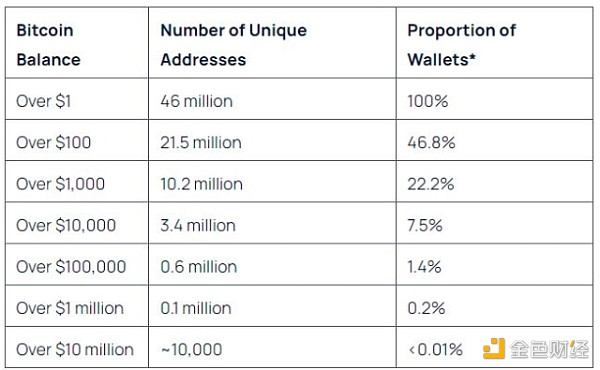 Bitcoin Balance Number of Unique Addresses Proportion of Wallets*
Over $1 46 million 100%
Over $100 21.5 million 46.8%
Over $1,000 10.2 million 22.2%
Over $10,000 3.4 million 7.5%
Over $100,000 0.6 million 1.4%
Over $1 million 0.1 million 0.2%
Over $10 million ~10,000 <0.01%
金色财经